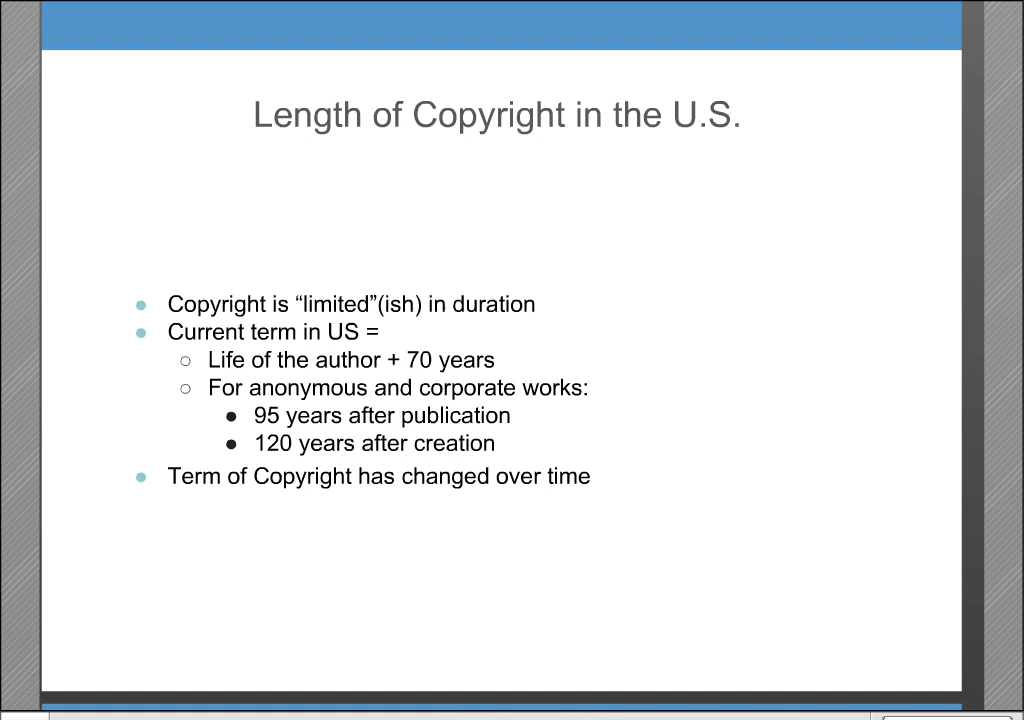 Length of Copyright in the U.S.
Copyright is “limited”(ish) in duration
Current term in US =
Life of the author + 70 years
For anonymous and corporate works:
95 years after publication
120 years after creation
Term of Copyright has changed over time